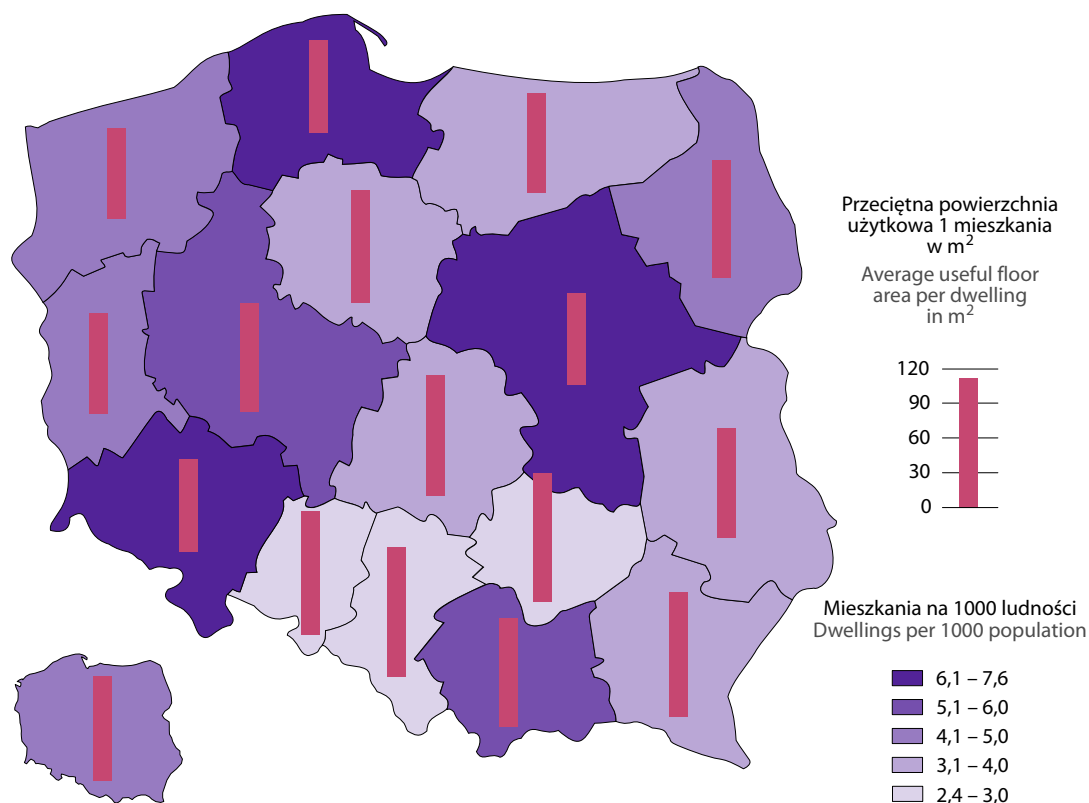 Przeciętna powierzchnia
użytkowa 1 mieszkania
w m²
Average useful floor
area per dwelling
in m²
120
90
60
30
0
Mieszkania na 1000 ludności
Dwellings per 1000 population
6,1 – 7,6
5,1 – 6,0
4,1 – 5,0
3,1 – 4,0
2,4 – 3,0